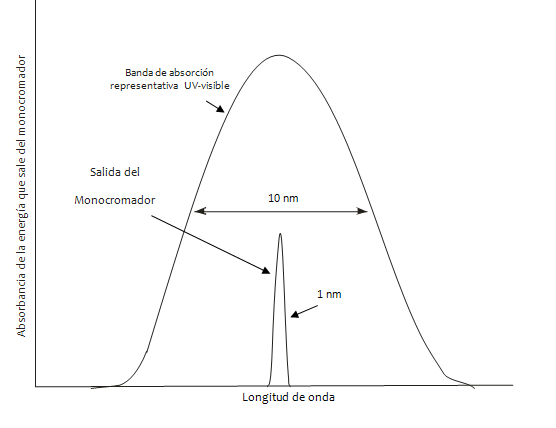 Absorbancia de la energía que sale del monocromador
Banda de absorción
representativa UV-visible
Salida del
Monocromador
10 nm
1 nm
Longitud de onda